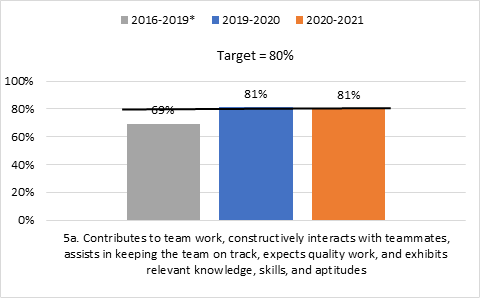 2016-2019* 2019-2020 2020-2021
Target = 80%
100%
80%
60%
40%
20%
0%
69%
81%
81%
5a. Contributes to team work, constructively interacts with teammates,
assists in keeping the team on track, expects quality work, and exhibits
relevant knowledge, skills, and aptitudes